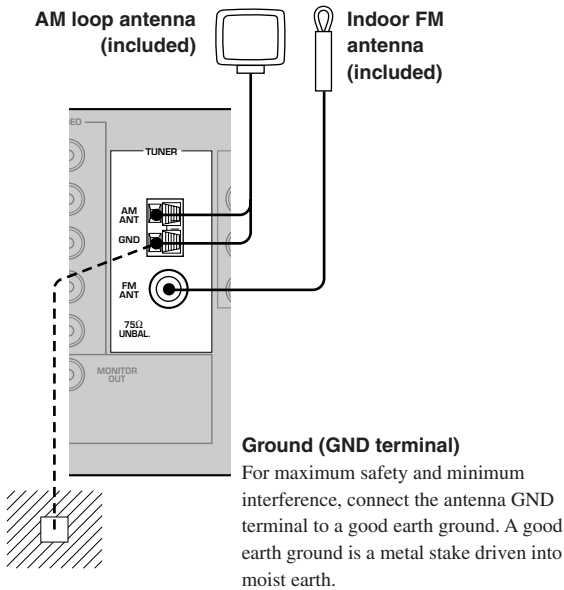 AM loop antenna
(included)
Indoor FM
antenna
(included)
TUNER
AM
ANT
GND
FM
ANT
75Ω
UNBAL.
MONITOR
OUT
Ground (GND terminal)
For maximum safety and minimum
interference, connect the antenna GND
terminal to a good earth ground. A good
earth ground is a metal stake driven into
moist earth.